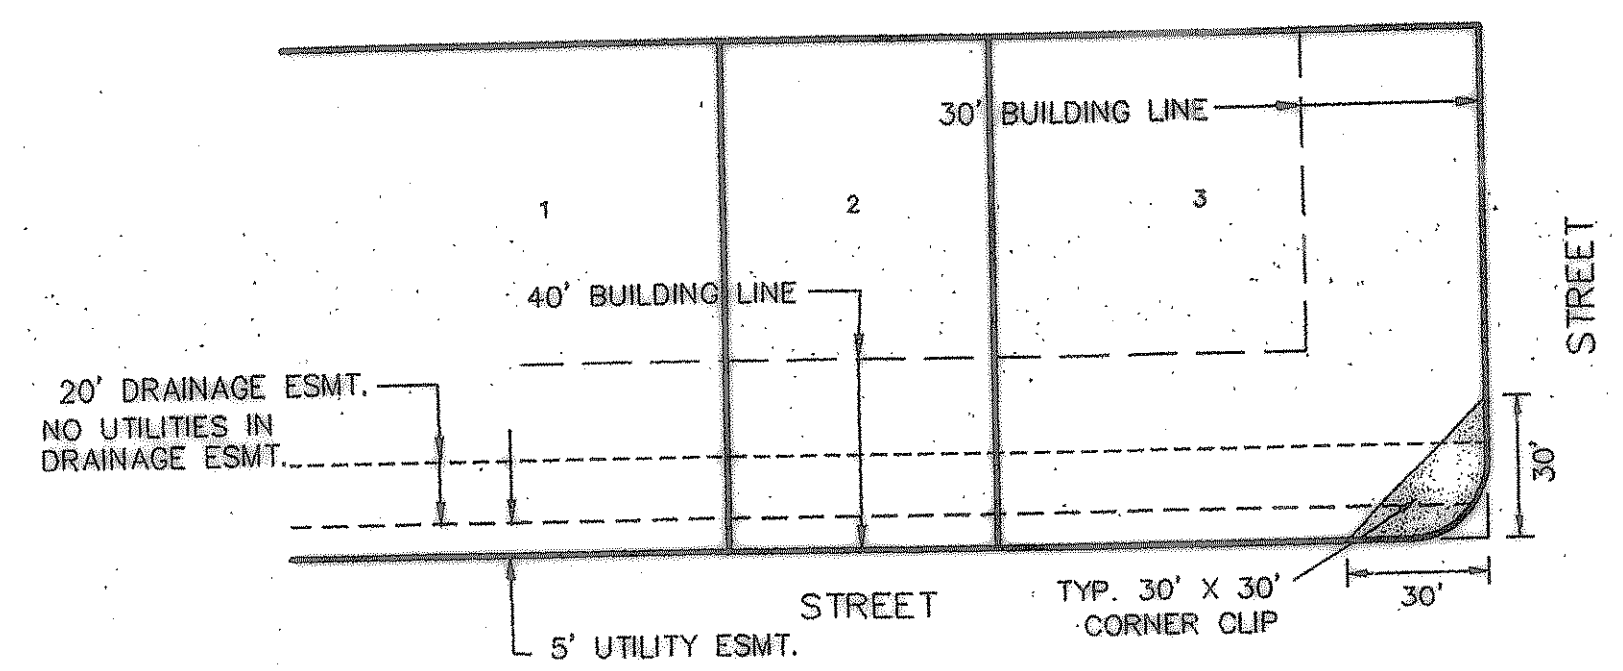 30' BUILDING LINE
1
2
3
STREET
40' BUILDING LINE
20' DRAINAGE ESMT.
NO UTILITIES IN
DRAINAGE ESMT.
30'
TYP. 30' X 30'
CORNER CLIP
30'
STREET
5' UTILITY ESMT.